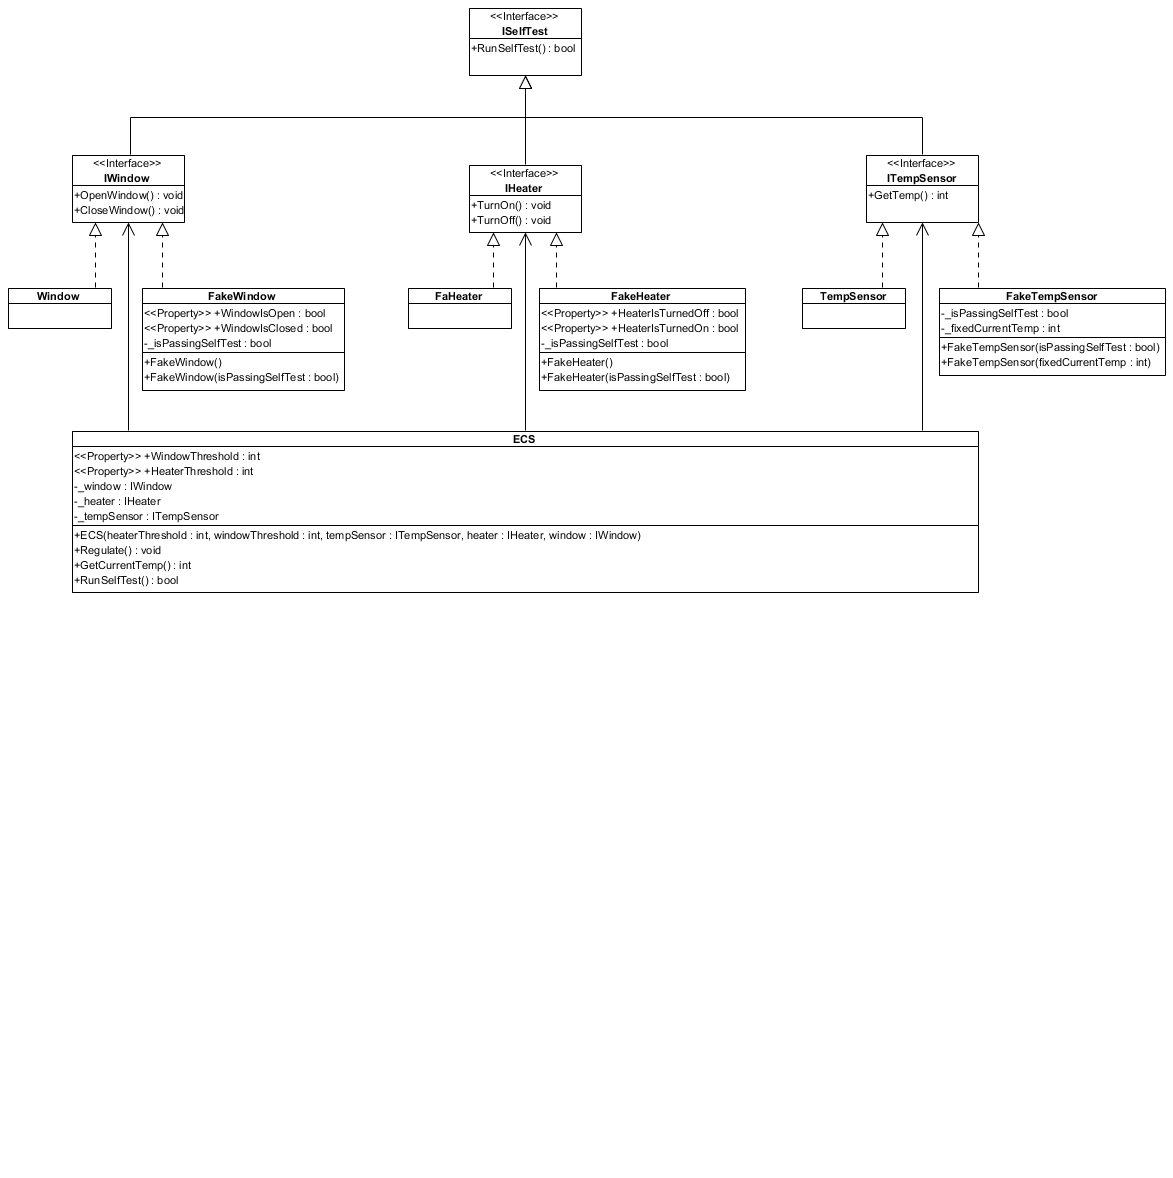 <<Interface>>
ISelfTest
+RunSelfTest() : bool
<<Interface>>
IWindow
+OpenWindow() : void
+CloseWindow() : void
<<Interface>>
IHeater
+TurnOn() : void
+TurnOff() : void
<<Interface>>
ITempSensor
+GetTemp() : int
Window
FakeWindow
<<Property>> +WindowIsOpen : bool
<<Property>> +WindowIsClosed : bool
-_isPassingSelfTest : bool
+FakeWindow()
+FakeWindow(isPassingSelfTest : bool)
FaHeater
FakeHeater
<<Property>> +HeaterIsTurnedOff : bool
<<Property>> +HeaterIsTurnedOn : bool
-_isPassingSelfTest : bool
+FakeHeater()
+FakeHeater(isPassingSelfTest : bool)
TempSensor
FakeTempSensor
-_isPassingSelfTest : bool
-_fixedCurrentTemp : int
+FakeTempSensor(isPassingSelfTest : bool)
+FakeTempSensor(fixedCurrentTemp : int)
ECS
<<Property>> +WindowThreshold : int
<<Property>> +HeaterThreshold : int
-_window : IWindow
-_heater : IHeater
-_tempSensor : ITempSensor
+ECS(heaterThreshold : int, windowThreshold : int, tempSensor : ITempSensor, heater : IHeater, window : IWindow)
+Regulate() : void
+GetCurrentTemp() : int
+RunSelfTest() : bool